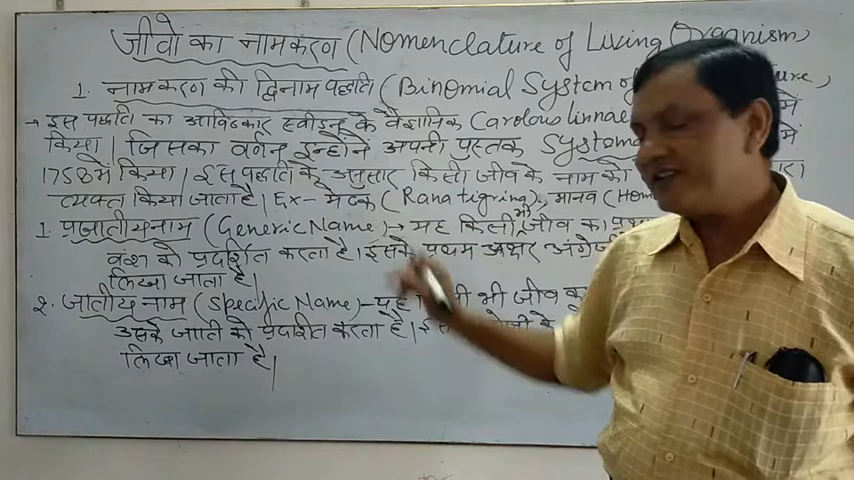 जीवों का नामकरण (Nomenclature of Living Organism)
1. नामकरण की द्विनाम पद्धति (Binomial System of
→ इस पद्धति का आविष्कार स्वीडन के वैज्ञानिक Carolous linnae में
किया | जिसका वर्णन इन्होंने अपनी पुस्तक Systema में
1758 में किया | इस पद्धति के अनुसार किसी जीव के नाम को
व्यक्त किया जाता है | Ex- मेंढक (Rana tigring), मानव (Hom
1. प्रजातीय नाम (Generic Name) → यह किसी भी जीव का
वंश को प्रदर्शित करता है | इसके प्रथम अक्षर
लिखा जाता है |
2. जातीय नाम (Specific Name) - यह भी जीव
उसके जाति को प्रदर्शित करता है |
लिखा जाता है |